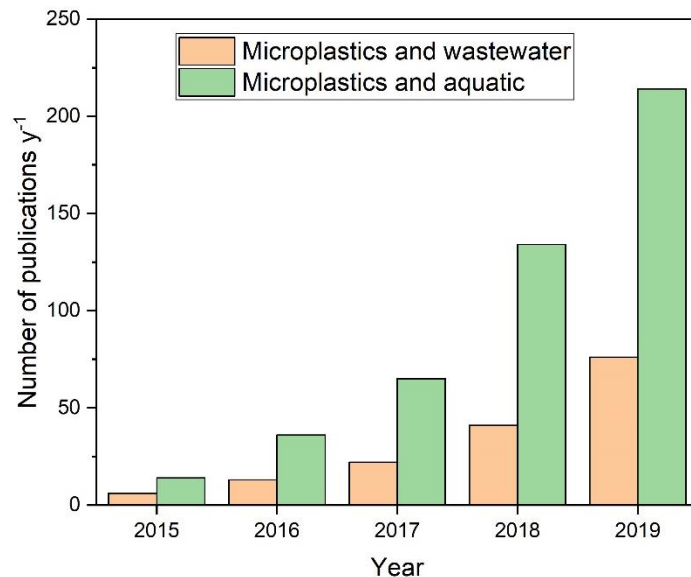 250
200
150
100
50
0
Number of publications y-1
Microplastics and wastewater
Microplastics and aquatic
2015 2016 2017 2018 2019
Year